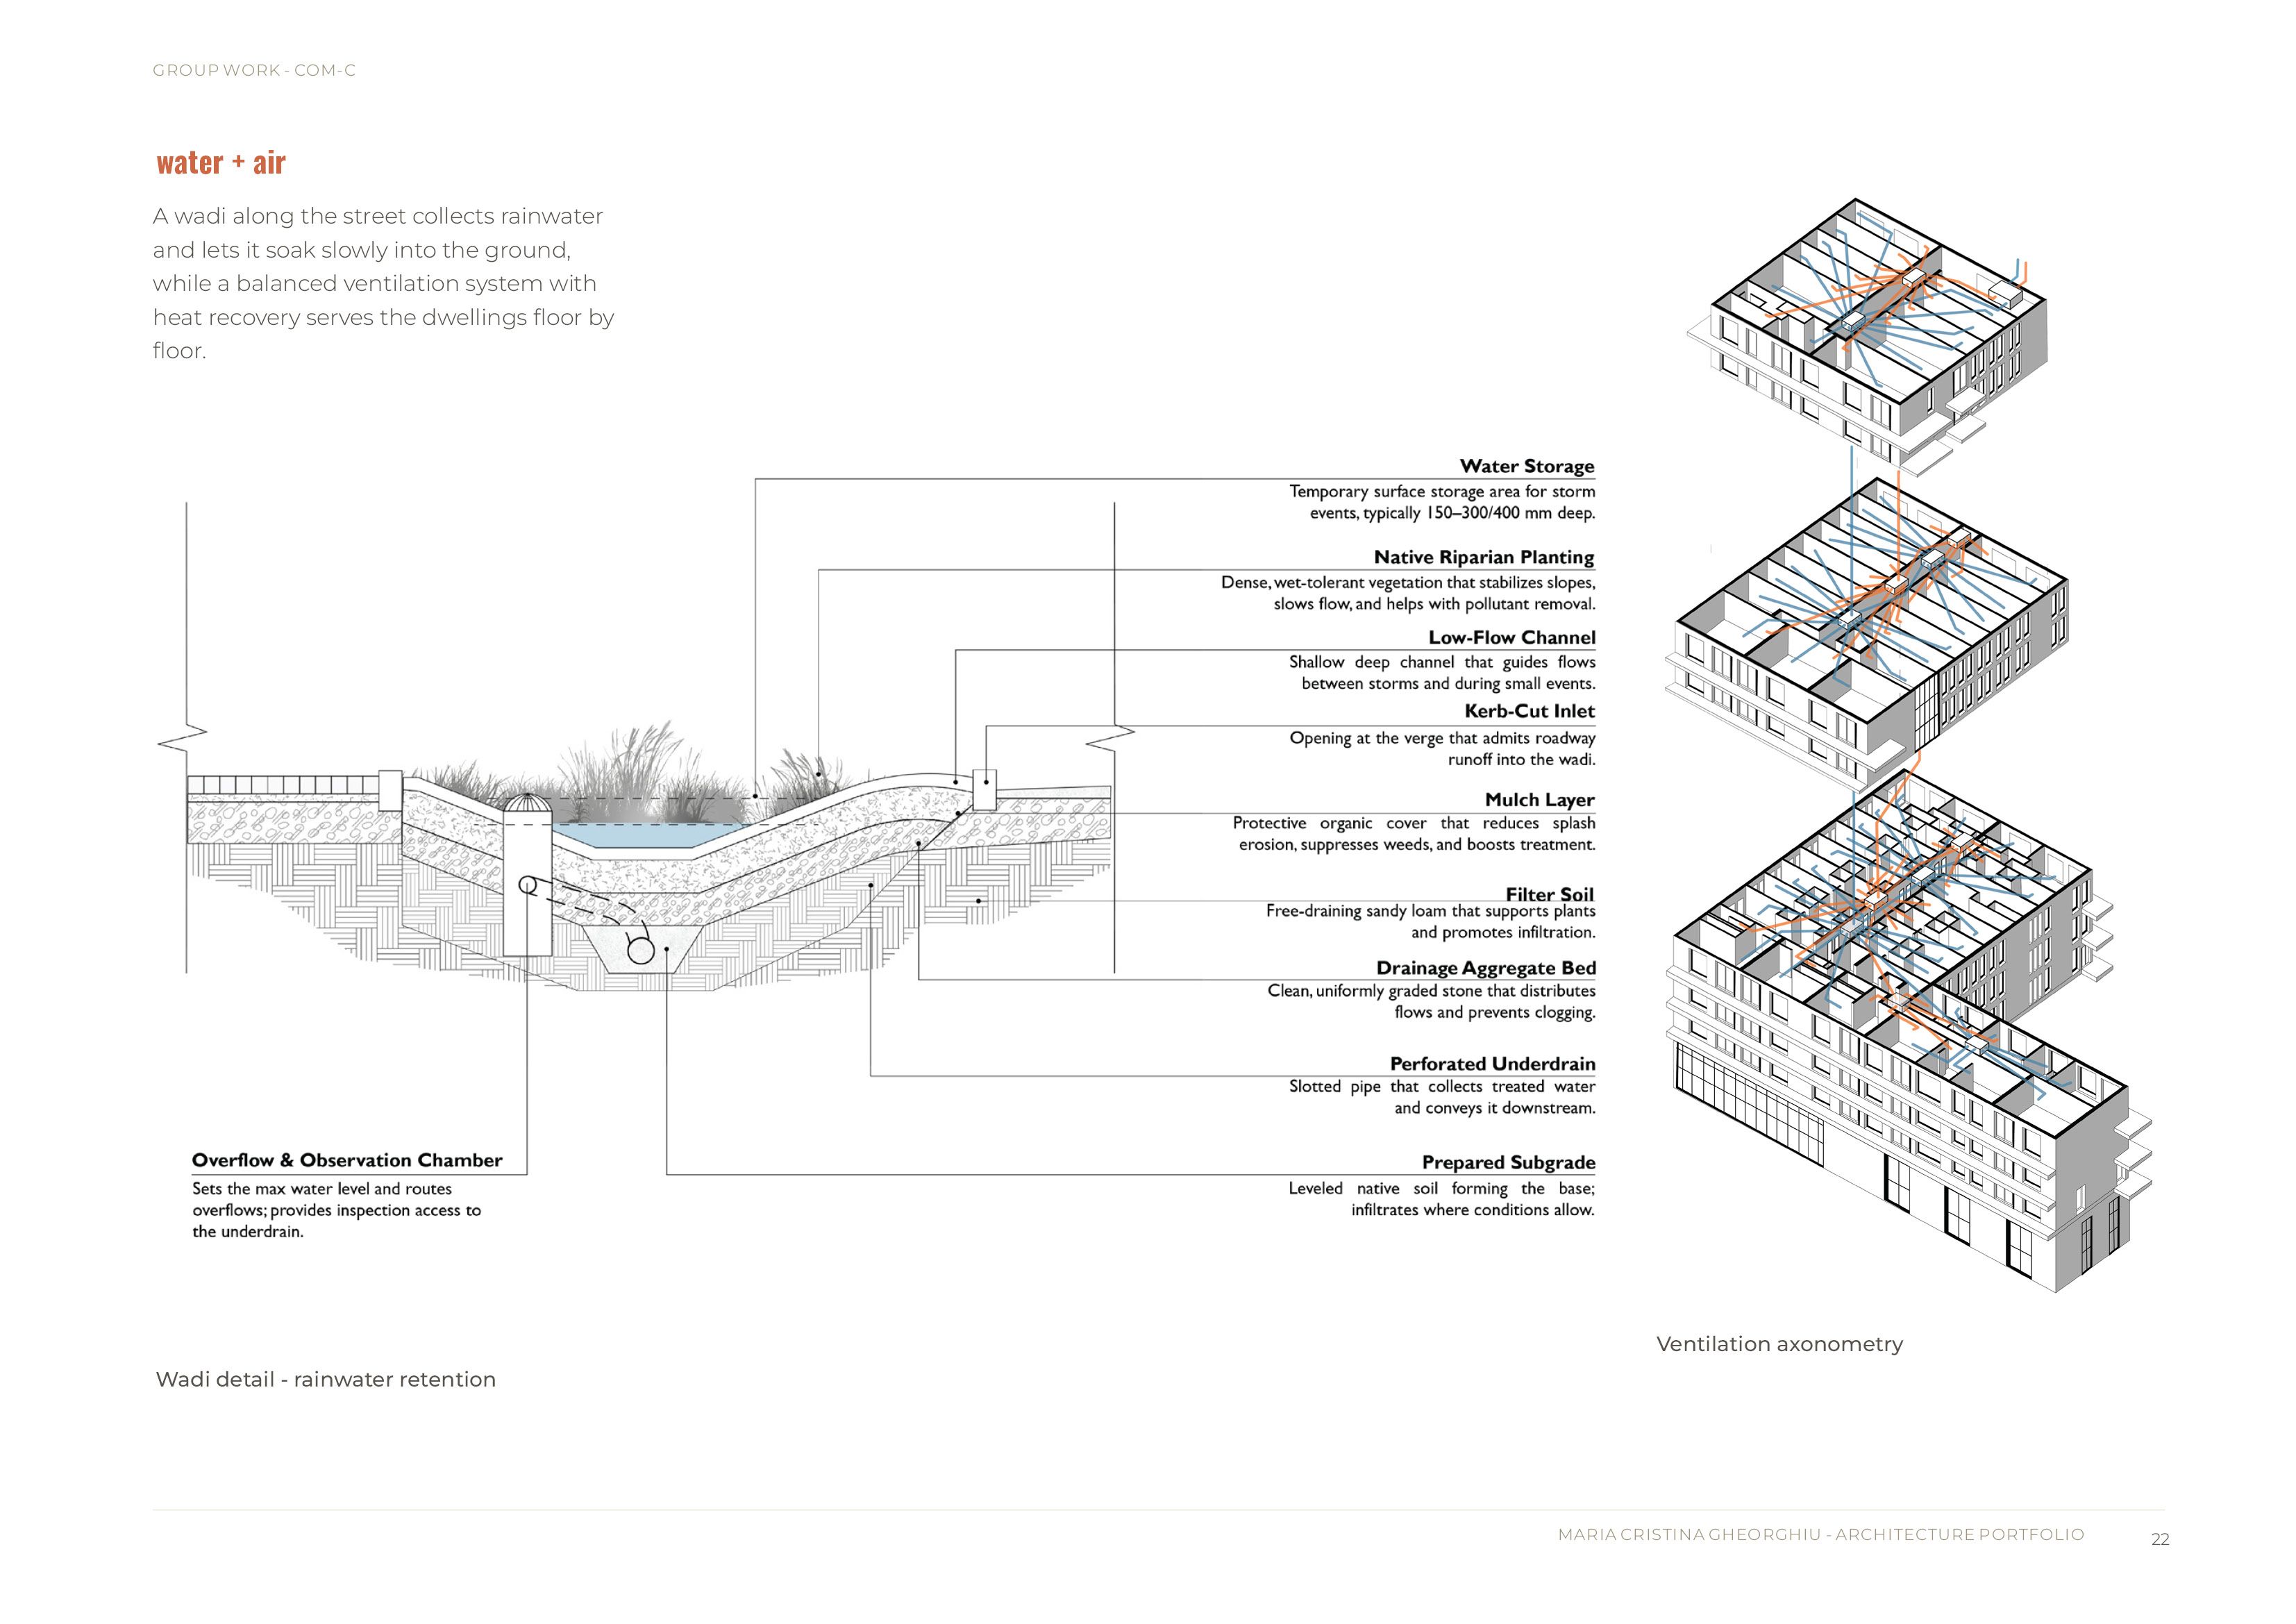 GROUP WORK - COM-C
water + air
A wadi along the street collects rainwater
and lets it soak slowly into the ground,
while a balanced ventilation system with
heat recovery serves the dwellings floor by
floor.
Water Storage
Temporary surface storage area for storm
events, typically 150–300/400 mm deep.
Native Riparian Planting
Dense, wet-tolerant vegetation that stabilizes slopes,
slows flow, and helps with pollutant removal.
Low-Flow Channel
Shallow deep channel that guides flows
between storms and during small events.
Kerb-Cut Inlet
Opening at the verge that admits roadway
runoff into the wadi.
Mulch Layer
Protective organic cover that reduces splash
erosion, suppresses weeds, and boosts treatment.
Filter Soil
Free-draining sandy loam that supports plants
and promotes infiltration.
Drainage Aggregate Bed
Clean, uniformly graded stone that distributes
flows and prevents clogging.
Perforated Underdrain
Slotted pipe that collects treated water
and conveys it downstream.
Prepared Subgrade
Leveled native soil forming the base;
infiltrates where conditions allow.
Overflow & Observation Chamber
Sets the max water level and routes
overflows; provides inspection access to
the underdrain.
Ventilation axonometry
Wadi detail - rainwater retention
MARIA CRISTINA GHEORGHIU - ARCHITECTURE PORTFOLIO
22